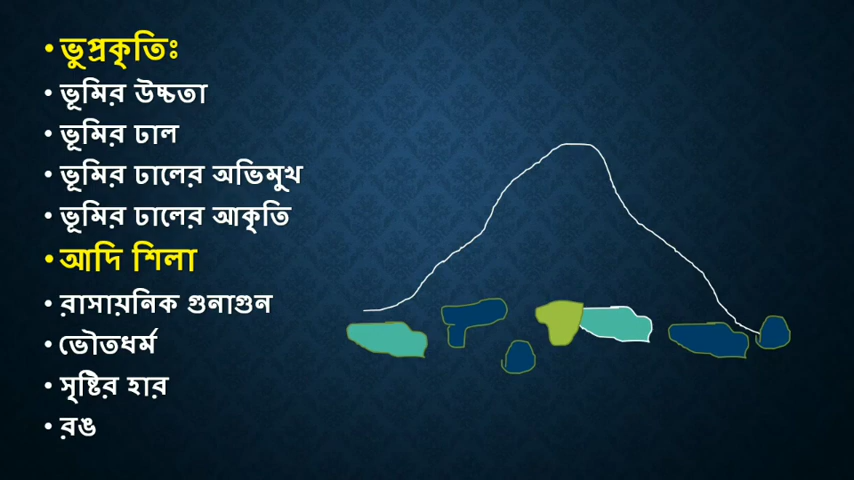 • ভুপ্রকৃতিঃ
• ভূমির উচ্চতা
• ভূমির ঢাল
• ভূমির ঢালের অভিমুখ
• ভূমির ঢালের আকৃতি
• আদি শিলা
• রাসায়নিক গুনাগুন
• ভৌতধর্ম
• সৃষ্টির হার
• রঙ